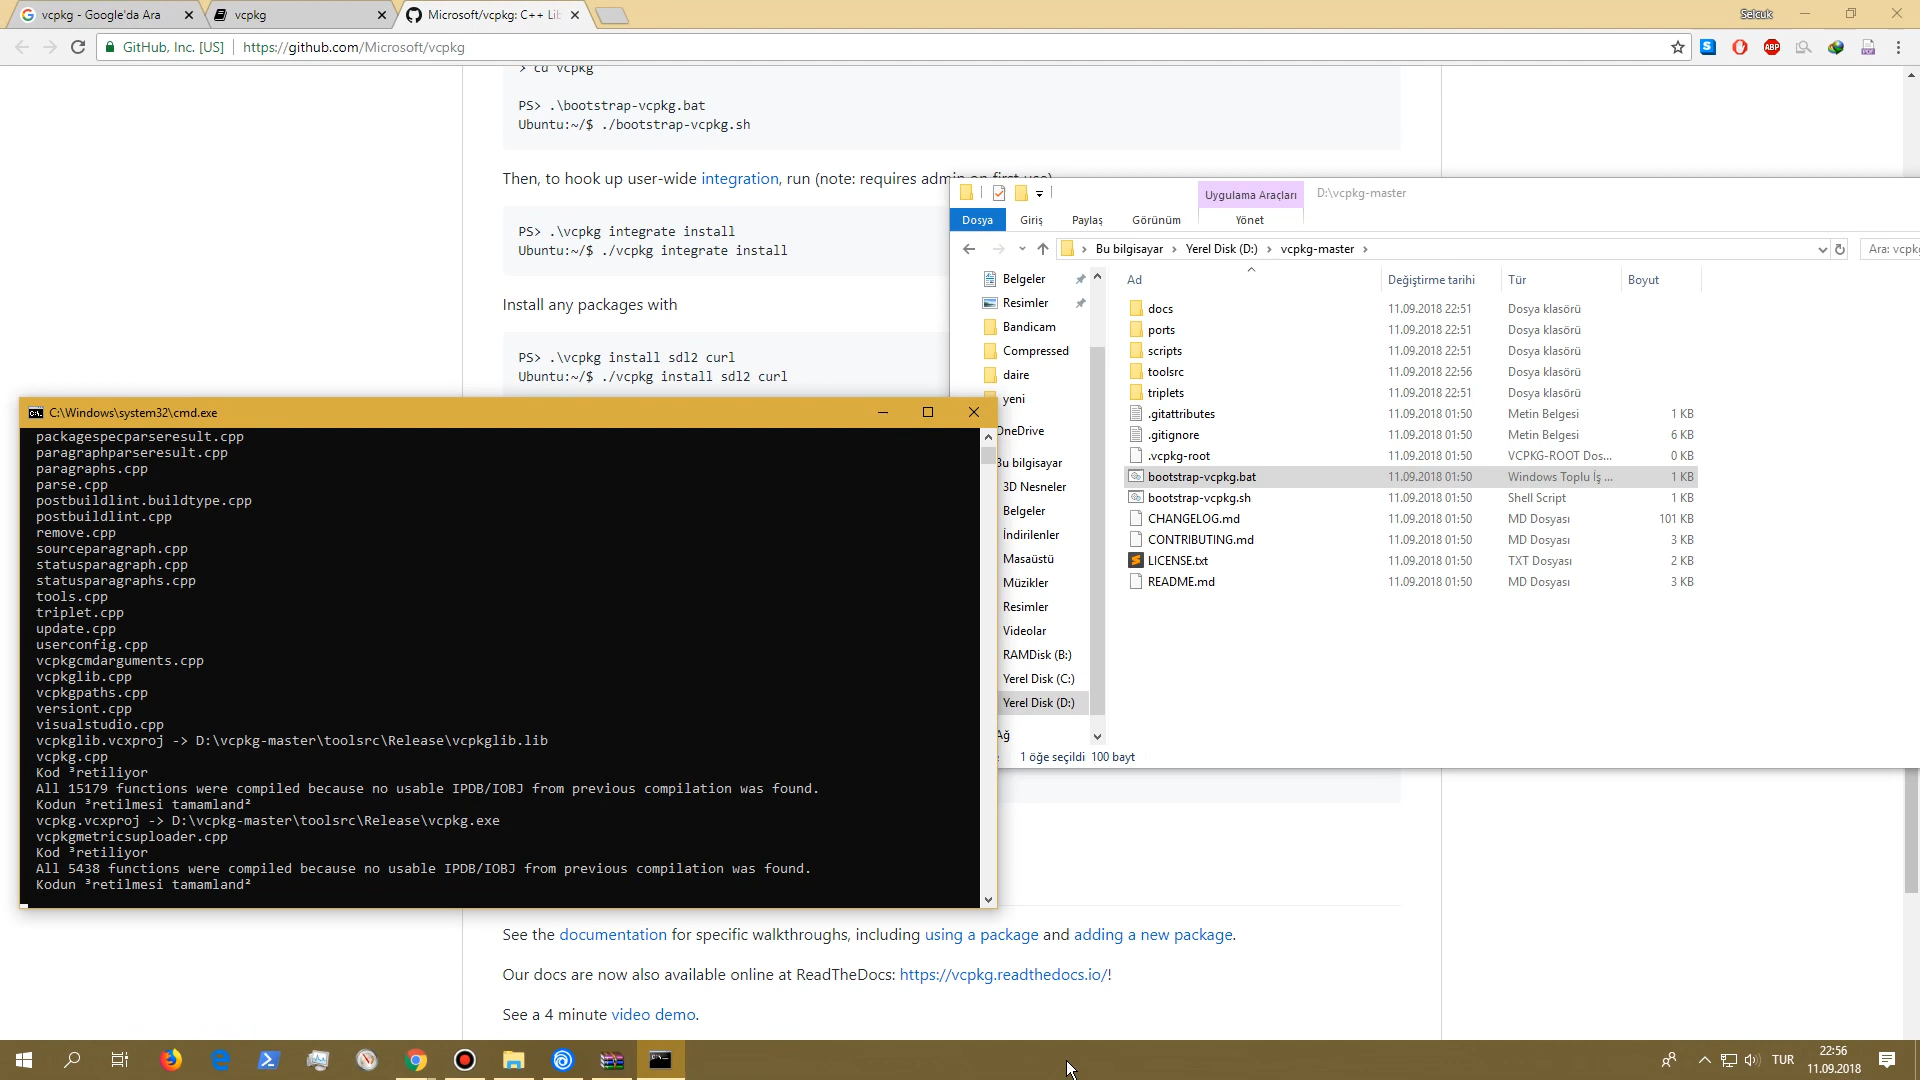 vcpkg - Google'da Ara
vcpkg
Microsoft/vcpkg: C++ Lib
Selcuk
GitHub, Inc. [US]
https://github.com/Microsoft/vcpkg
ABP
> cd vcpkg
PS> .\bootstrap-vcpkg.bat
Ubuntu:~/$ ./bootstrap-vcpkg.sh
Then, to hook up user-wide integration, run (note: requires admin on first use)
PS> .\vcpkg integrate install
Ubuntu:~/$ ./vcpkg integrate install
Install any packages with
PS> .\vcpkg install sdl2 curl
Ubuntu:~/$ ./vcpkg install sdl2 curl
C:\Windows\system32\cmd.exe
packagespecparseresult.cpp
paragraphparseresult.cpp
paragraphs.cpp
parse.cpp
postbuildlint.buildtype.cpp
postbuildlint.cpp
remove.cpp
sourceparagraph.cpp
statusparagraph.cpp
statusparagraphs.cpp
tools.cpp
triplet.cpp
update.cpp
userconfig.cpp
vcpkgcmdarguments.cpp
vcpkglib.cpp
vcpkgpaths.cpp
versiont.cpp
visualstudio.cpp
vcpkglib.vcxproj -> D:\vcpkg-master\toolsrc\Release\vcpkglib.lib
vcpkg.cpp
Kod ³retiliyor
All 15179 functions were compiled because no usable IPDB/IOBJ from previous compilation was found.
Kodun ³retilmesi tamamland²
vcpkg.vcxproj -> D:\vcpkg-master\toolsrc\Release\vcpkg.exe
vcpkgmetricsuploader.cpp
Kod ³retiliyor
All 5438 functions were compiled because no usable IPDB/IOBJ from previous compilation was found.
Kodun ³retilmesi tamamland²
Uygulama Araçları
D:\vcpkg-master
Dosya Giriş Paylaş Görünüm Yönet
Bu bilgisayar > Yerel Disk (D:) > vcpkg-master >
Ara: vcpkg
Belgeler
Resimler
Bandicam
Compressed
daire
yeni
OneDrive
Bu bilgisayar
3D Nesneler
Belgeler
İndirilenler
Masaüstü
Müzikler
Resimler
Videolar
RAMDisk (B:)
Yerel Disk (C:)
Yerel Disk (D:)
Ağ
Ad Değiştirme tarihi Tür Boyut
docs 11.09.2018 22:51 Dosya klasörü
ports 11.09.2018 22:51 Dosya klasörü
scripts 11.09.2018 22:51 Dosya klasörü
toolsrc 11.09.2018 22:56 Dosya klasörü
triplets 11.09.2018 22:51 Dosya klasörü
.gitattributes 11.09.2018 01:50 Metin Belgesi 1 KB
.gitignore 11.09.2018 01:50 Metin Belgesi 6 KB
.vcpkg-root 11.09.2018 01:50 VCPKG-ROOT Dos... 0 KB
bootstrap-vcpkg.bat 11.09.2018 01:50 Windows Toplu İş ... 1 KB
bootstrap-vcpkg.sh 11.09.2018 01:50 Shell Script 1 KB
CHANGELOG.md 11.09.2018 01:50 MD Dosyası 101 KB
CONTRIBUTING.md 11.09.2018 01:50 MD Dosyası 3 KB
LICENSE.txt 11.09.2018 01:50 TXT Dosyası 2 KB
README.md 11.09.2018 01:50 MD Dosyası 3 KB
1 öğe seçildi 100 bayt
See the documentation for specific walkthroughs, including using a package and adding a new package.
Our docs are now also available online at ReadTheDocs: https://vcpkg.readthedocs.io/!
See a 4 minute video demo.
TUR
22:56
11.09.2018